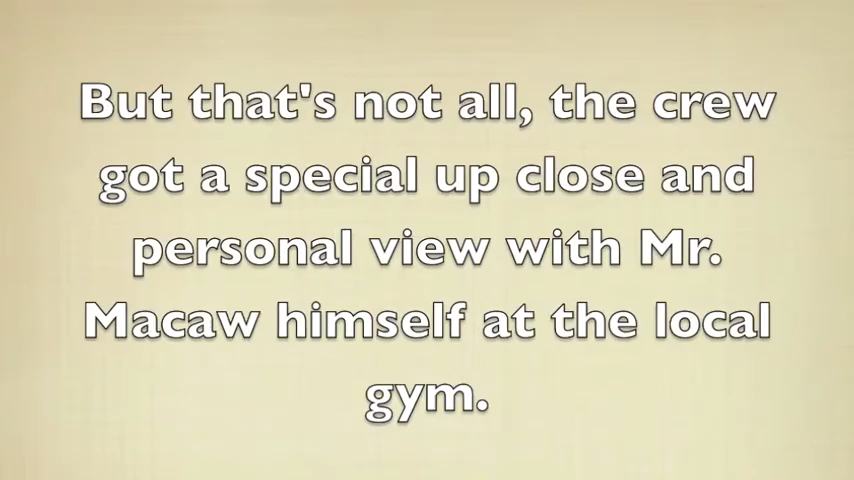 But that's not all, the crew
got a special up close and
personal view with Mr.
Macaw himself at the local
gym.